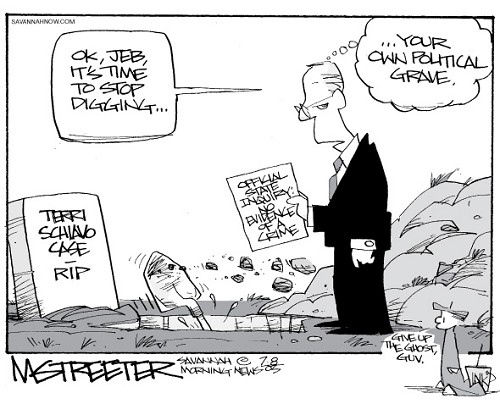 SAVANNAHNOW.COM
OK, JEB,
IT'S TIME
TO STOP
DIGGING...
...YOUR
OWN POLITICAL
GRAVE.
OFFICIAL
STATE
INQUIRY:
NO
EVIDENCE
OF A
CRIME
TERRI
SCHIAVO
CASE
-
RIP
GIVE UP
THE GHOST,
GUV.
INK
MSTREETER
SAVANNAH © 7.8
MORNING NEWS 05